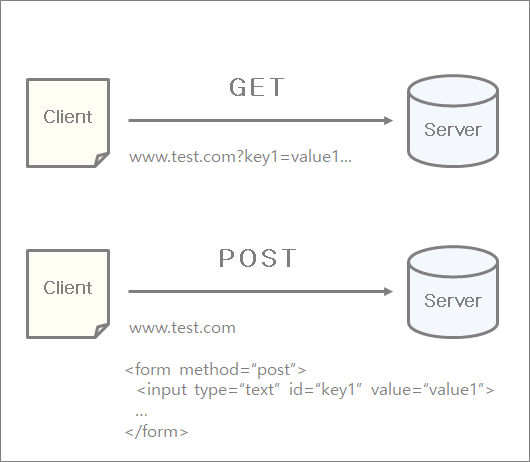 GET
Client
Server
www.test.com?key1=value1...
POST
Client
Server
www.test.com
<form method=“post”>
<input type=“text” id=“key1” value=“value1”>
...
</form>